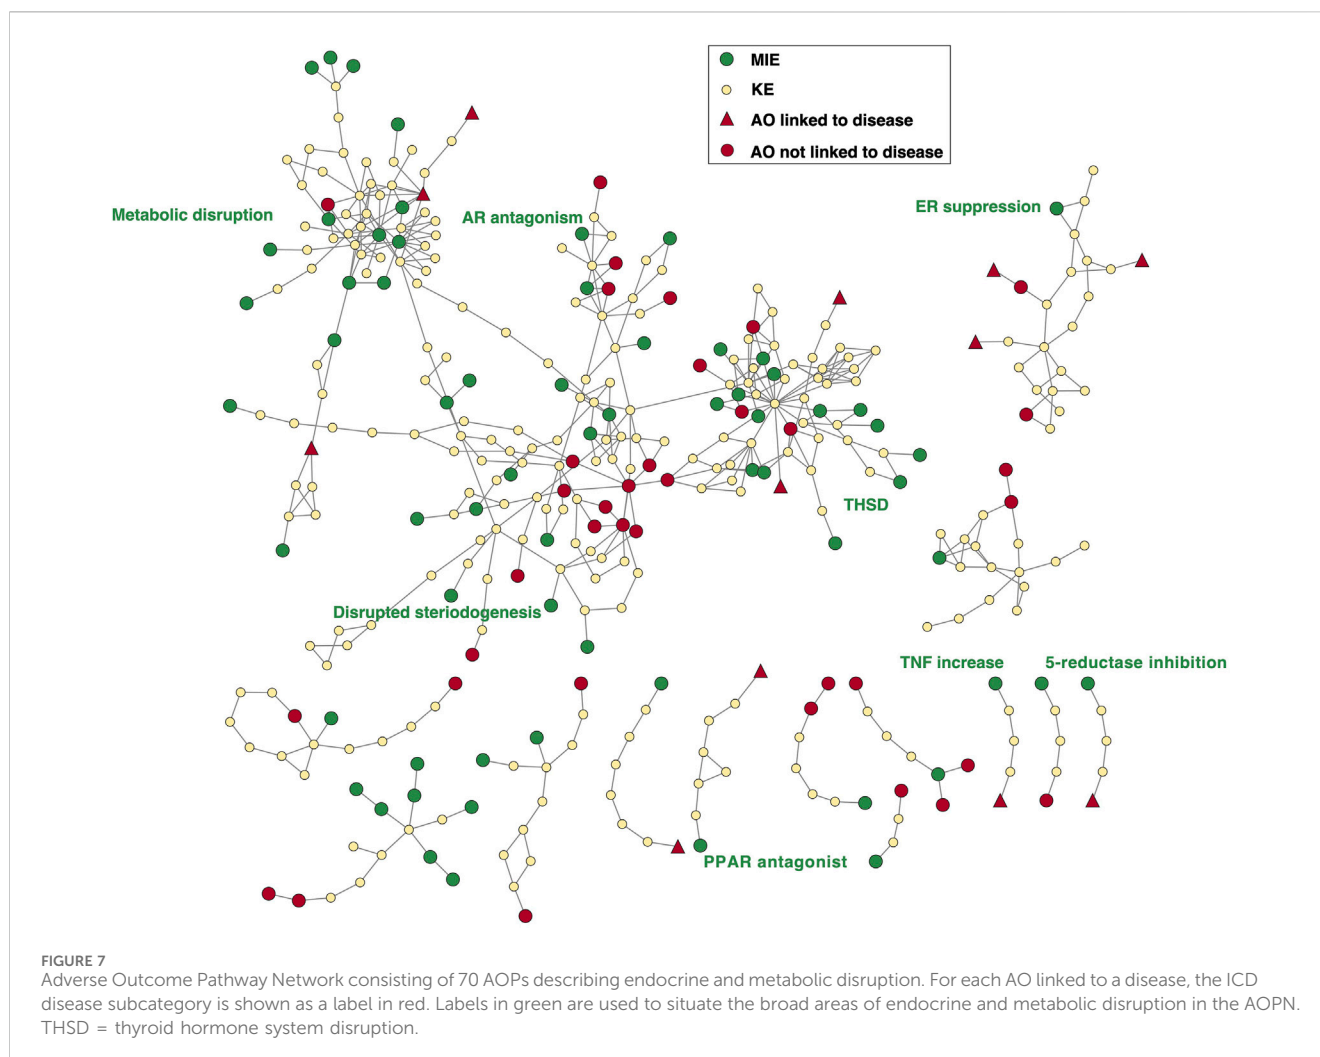 MIE
KE
AO linked to disease
AO not linked to disease
Metabolic disruption
AR antagonism
ER suppression
THSD
Disrupted steriodogenesis
TNF increase
5-reductase inhibition
PPAR antagonist
FIGURE 7
Adverse Outcome Pathway Network consisting of 70 AOPs describing endocrine and metabolic disruption. For each AO linked to a disease, the ICD
disease subcategory is shown as a label in red. Labels in green are used to situate the broad areas of endocrine and metabolic disruption in the AOPN.
THSD = thyroid hormone system disruption.